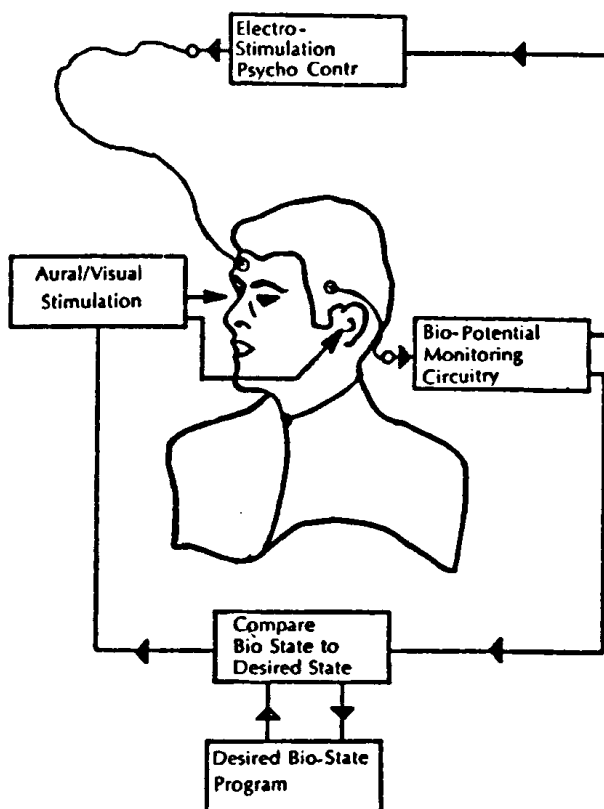 Electro-
Stimulation
Psycho Contr
Aural/Visual
Stimulation
Bio-Potential
Monitoring
Circuitry
Compare
Bio State to
Desired State
Desired Bio-State
Program